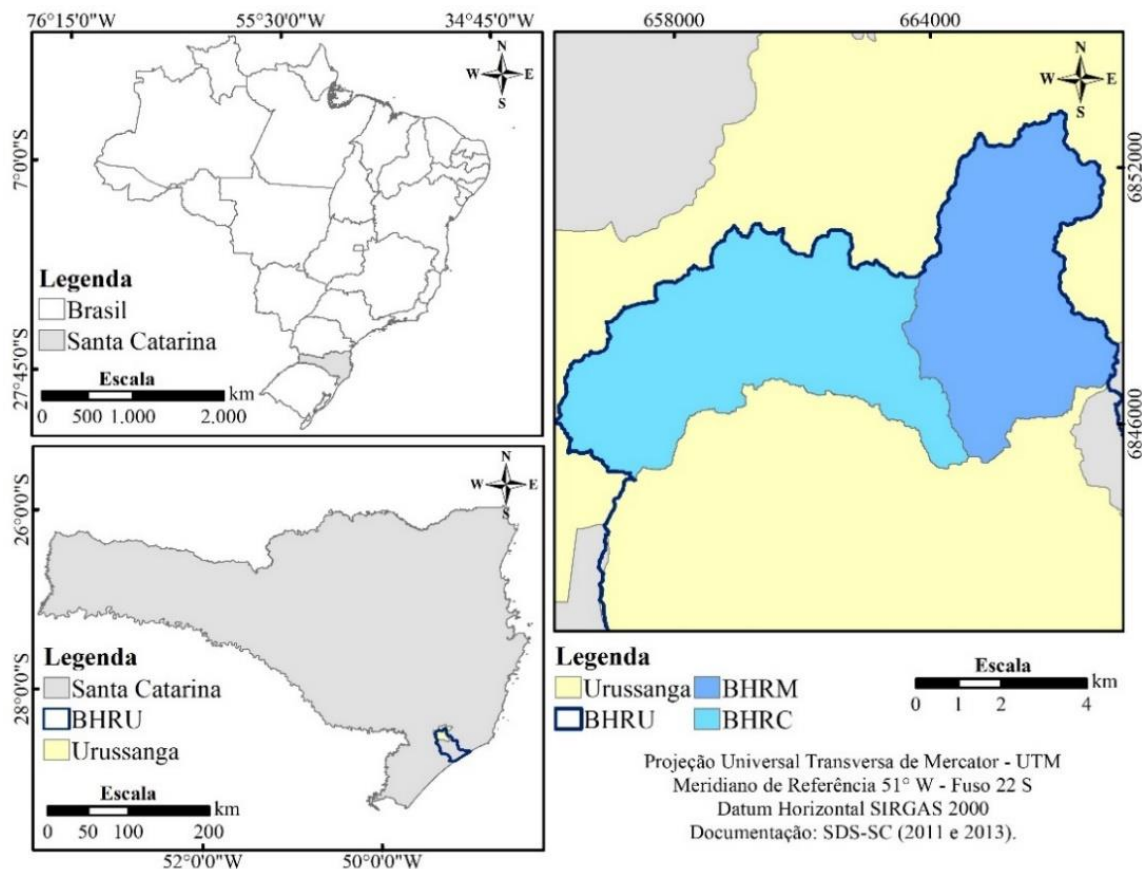 76°15'0"W 55°30'0"W 34°45'0"W
N
W E
S
7°0'0"S
27°45'0"S
Legenda
Brasil
Santa Catarina
Escala
km
0 500 1.000 2.000
N
W E
S
26°0'0"S
28°0'0"S
Legenda
Santa Catarina
BHRU
Urussanga
Escala
km
0 50 100 200
52°0'0"W 50°0'0"W
658000 664000
N
W E
S
6852000
6846000
Legenda
Urussanga BHRM
BHRU BHRC
Escala
km
0 1 2 4
Projeção Universal Transversa de Mercator - UTM
Meridiano de Referência 51° W - Fuso 22 S
Datum Horizontal SIRGAS 2000
Documentação: SDS-SC (2011 e 2013).